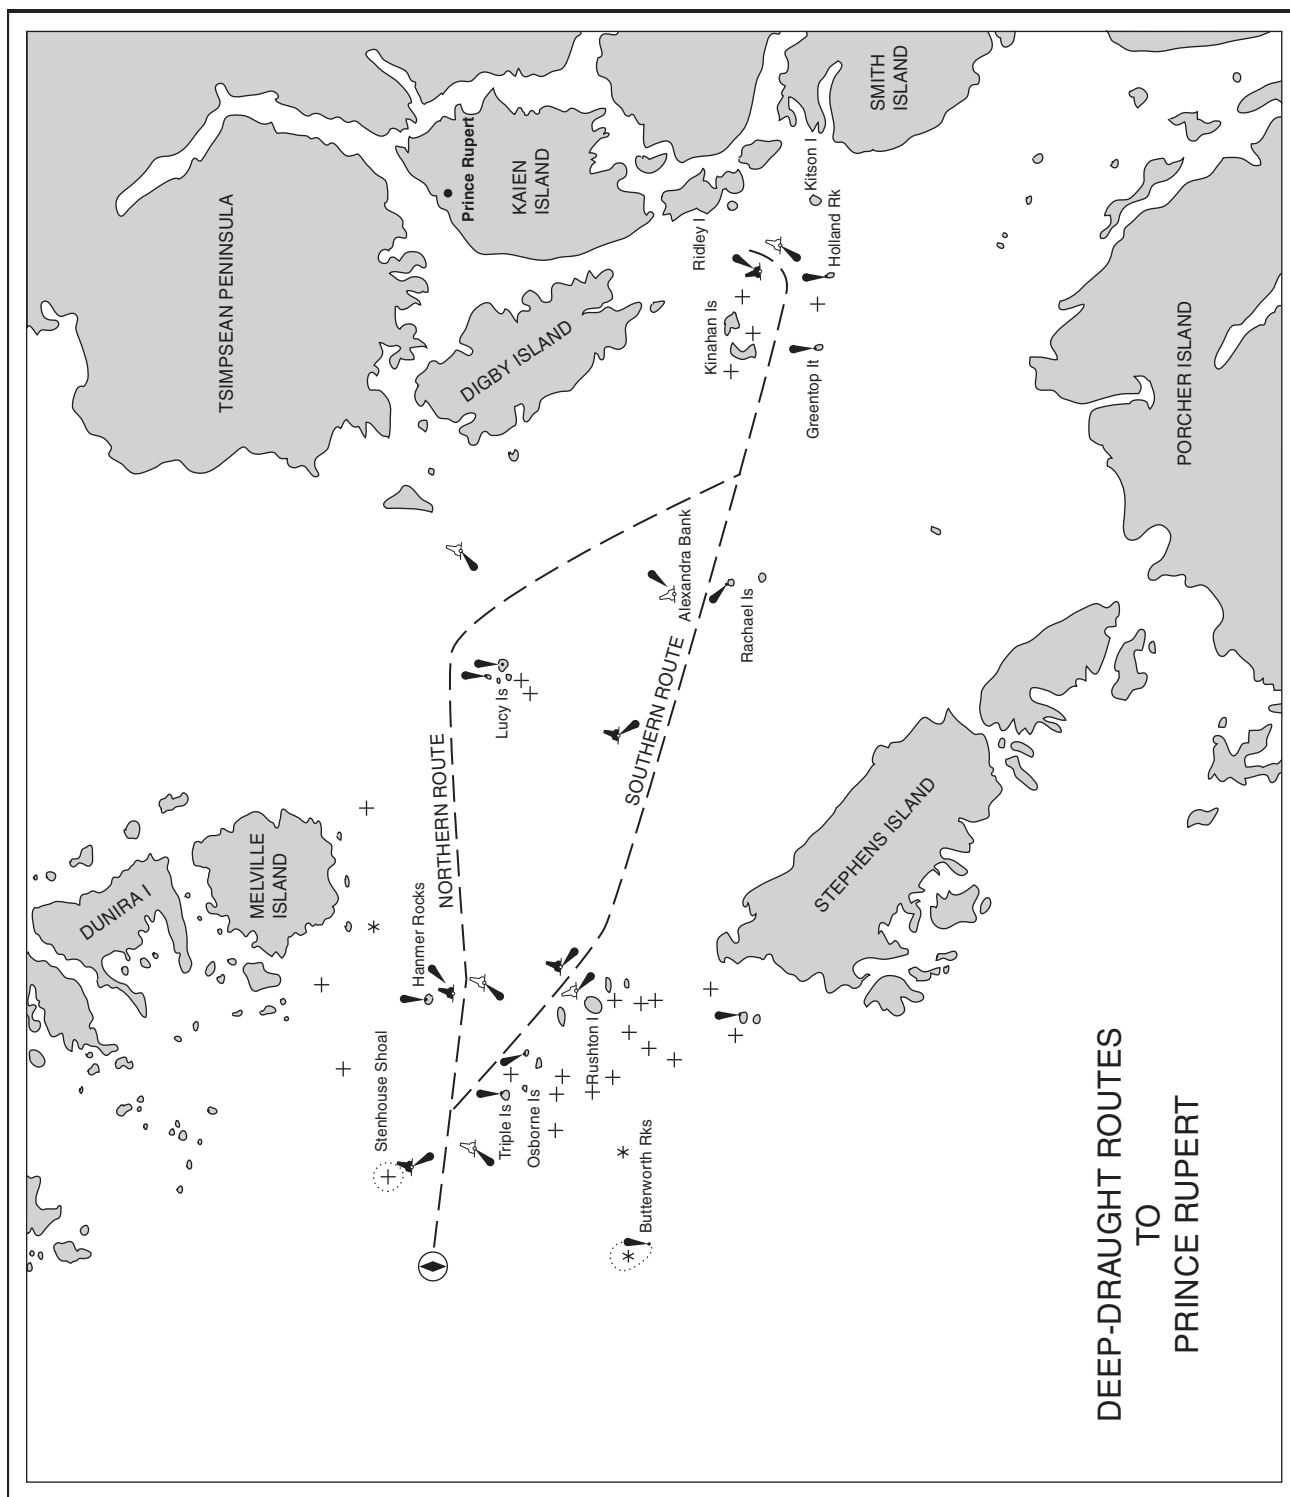 DUNIRA I
MELVILLE
ISLAND
TSIMPSEAN PENINSULA
Stenhouse Shoal
Hanmer Rocks
NORTHERN ROUTE
Prince Rupert
KAIEN
ISLAND
DIGBY ISLAND
Triple Is
Osborne Is
Lucy Is
Rushton I
Butterworth Rks
SOUTHERN ROUTE
Alexandra Bank
Rachael Is
Ridley I
Kinahan Is
Greentop It
Kitson I
Holland Rk
SMITH
ISLAND
STEPHENS ISLAND
PORCHER ISLAND
DEEP-DRAUGHT ROUTES
TO
PRINCE RUPERT